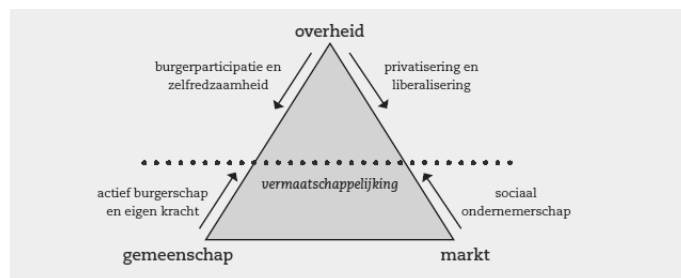 overheid
burgerparticipatie en
zelfredzaamheid
privatisering en
liberalisering
vermaatschappelijking
actief burgerschap
en eigen kracht
sociaal
ondernemerschap
gemeenschap
markt